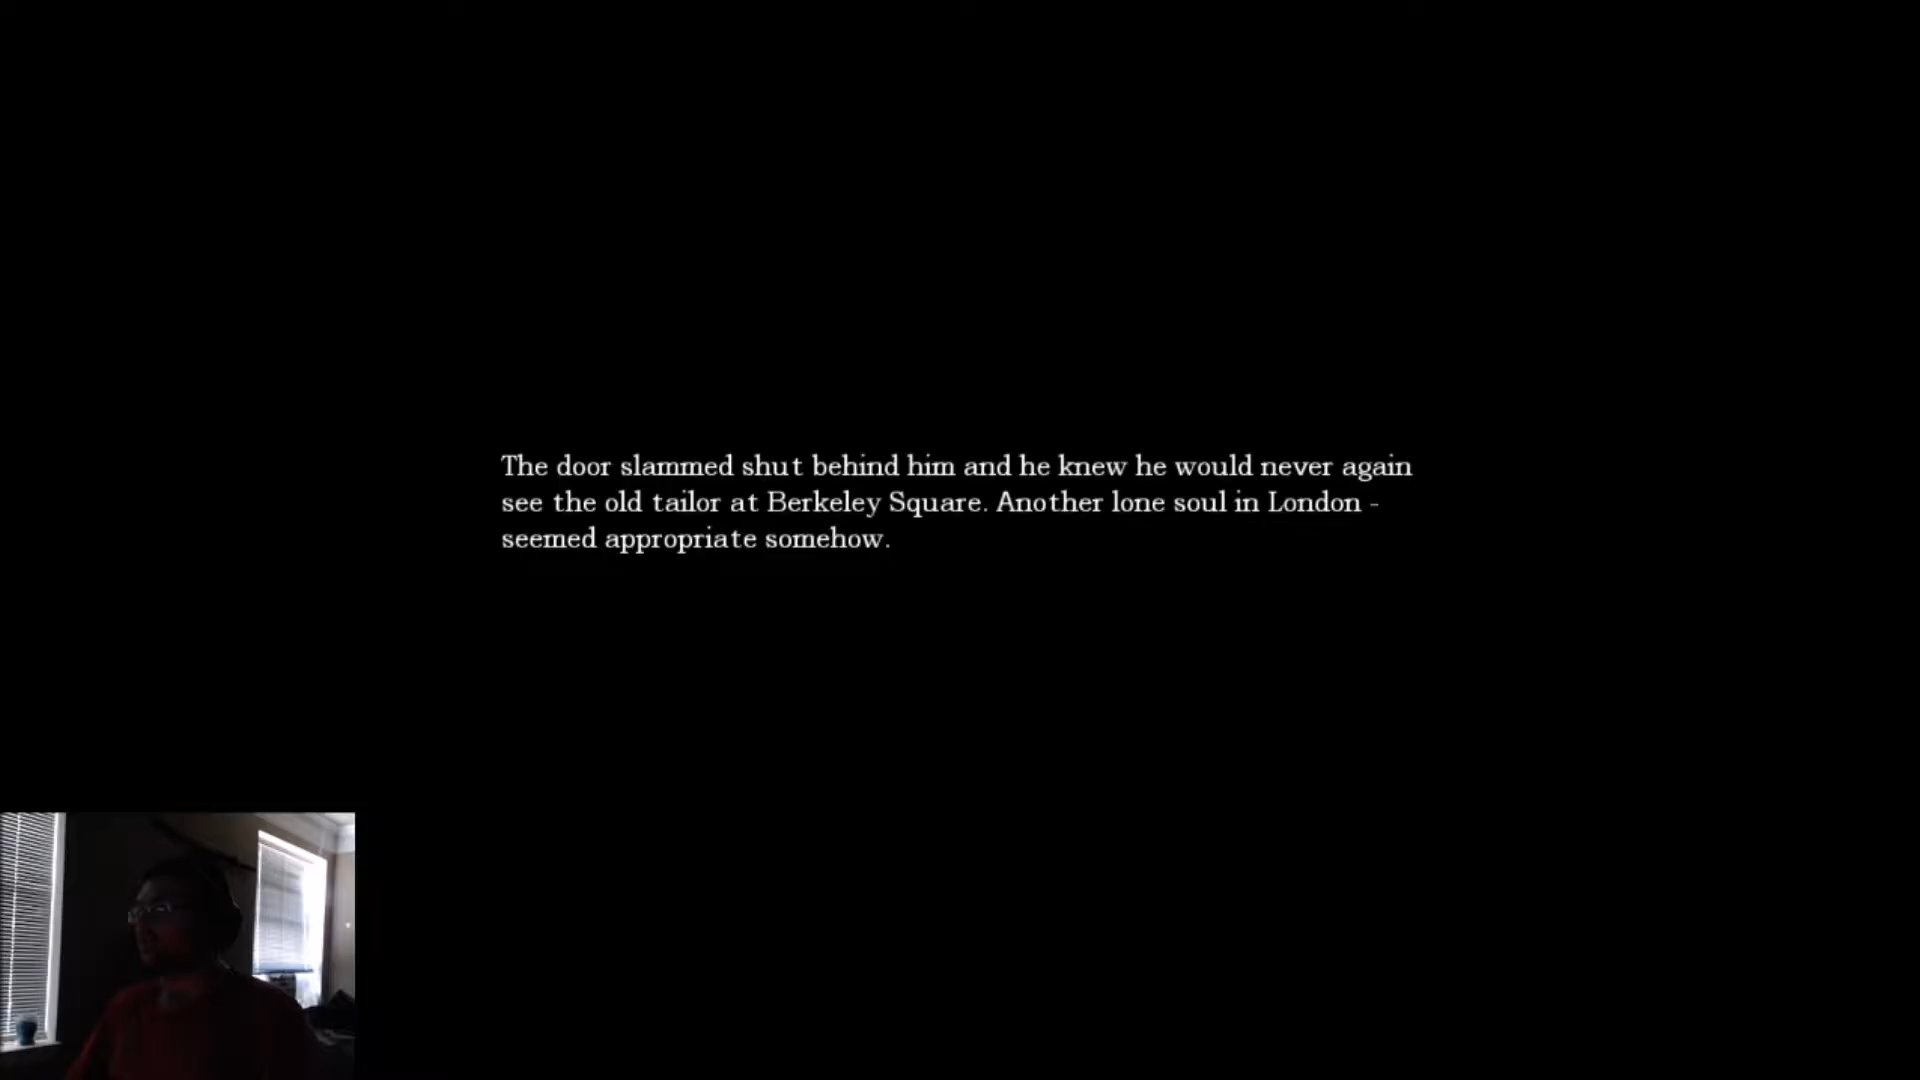 The door slammed shut behind him and he knew he would never again
see the old tailor at Berkeley Square. Another lone soul in London -
seemed appropriate somehow.